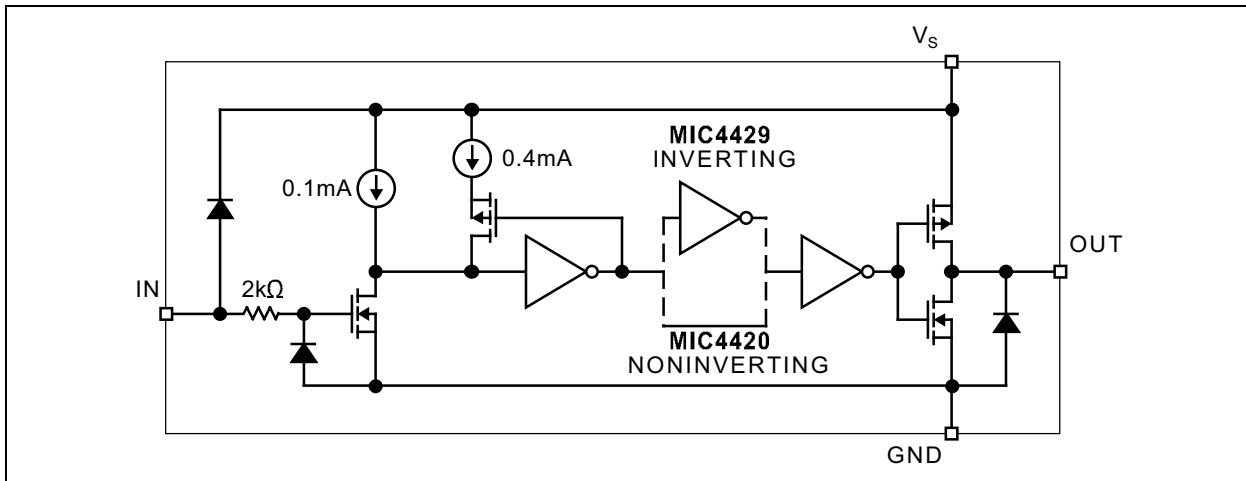 V_S
MIC4429
INVERTING
0.4mA
0.1mA
OUT
IN
2kΩ
MIC4420
NONINVERTING
GND